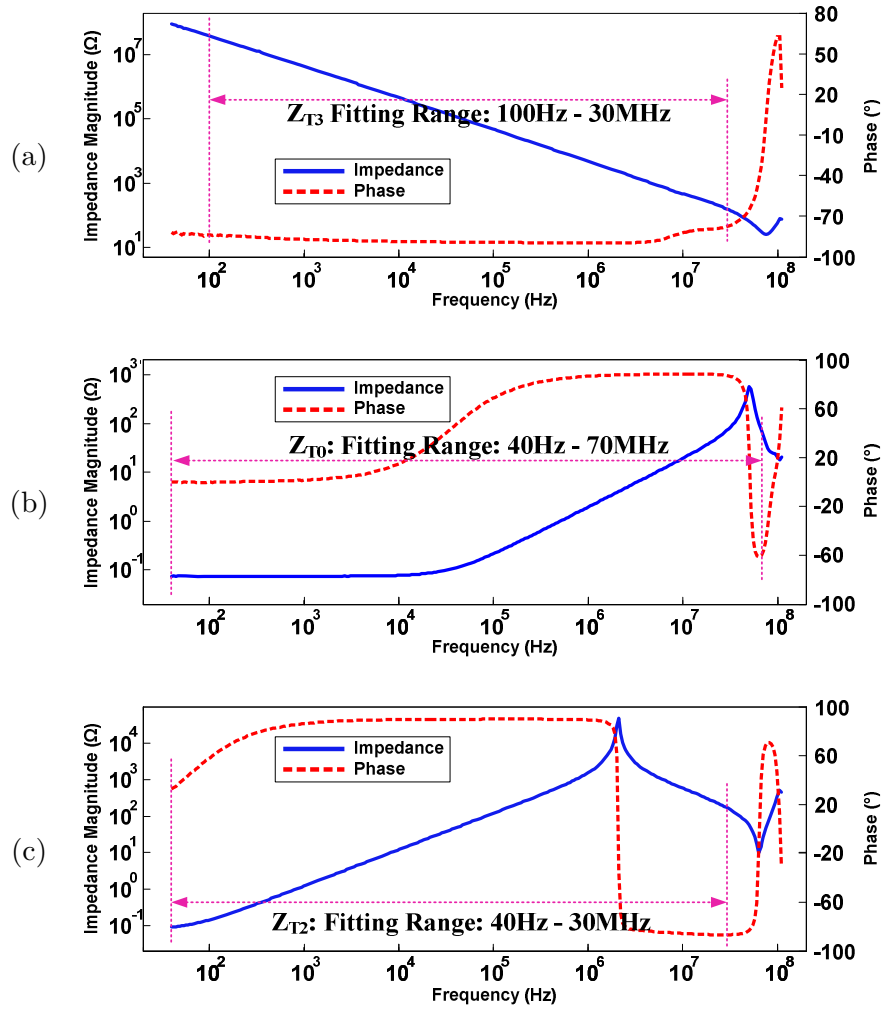 (a)
Impedance Magnitude (Ω)
10^7
10^5
10^3
10^1
80
60
20
-10
-40
-70
-100
Phase (°)
Z_T3 Fitting Range: 100Hz - 30MHz
Impedance
Phase
10^2 10^3 10^4 10^5 10^6 10^7 10^8
Frequency (Hz)
(b)
Impedance Magnitude (Ω)
10^3
10^2
10^1
10^0
10^-1
100
60
20
-20
-60
-100
Phase (°)
Impedance
Phase
Z_T0: Fitting Range: 40Hz - 70MHz
10^2 10^3 10^4 10^5 10^6 10^7 10^8
Frequency (Hz)
(c)
Impedance Magnitude (Ω)
10^4
10^3
10^2
10^1
10^0
10^-1
100
60
20
-20
-60
-100
Phase (°)
Impedance
Phase
Z_T2: Fitting Range: 40Hz - 30MHz
10^2 10^3 10^4 10^5 10^6 10^7 10^8
Frequency (Hz)